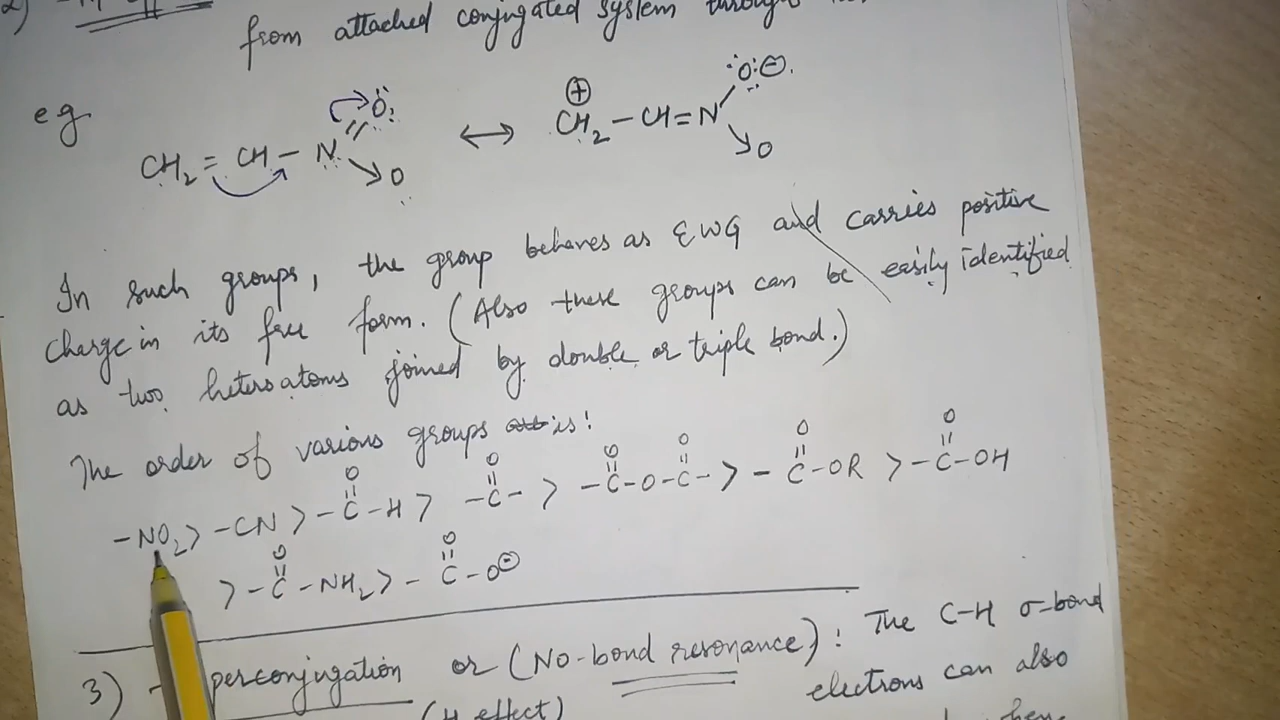 2)
from attached conjugated system through
eg
CH2 = CH - N = O → O ↔ ⊕ CH2 - CH = N - O ⊖ → O
In such groups, the group behaves as EWG and carries positive
charge in its free form. (Also these groups can be easily identified
as two heteroatoms joined by double or triple bond.)
The order of various groups is:
-NO2 > -CN > -C(=O)-H > -C(=O)- > -C(=O)-O-C(=O)- > -C(=O)-OR > -C(=O)-OH
> -C(=O)-NH2 > -C(=O)-O⊖
3) perconjugation or (No-bond resonance) : The C-H σ-bond
(H effect) electrons can also